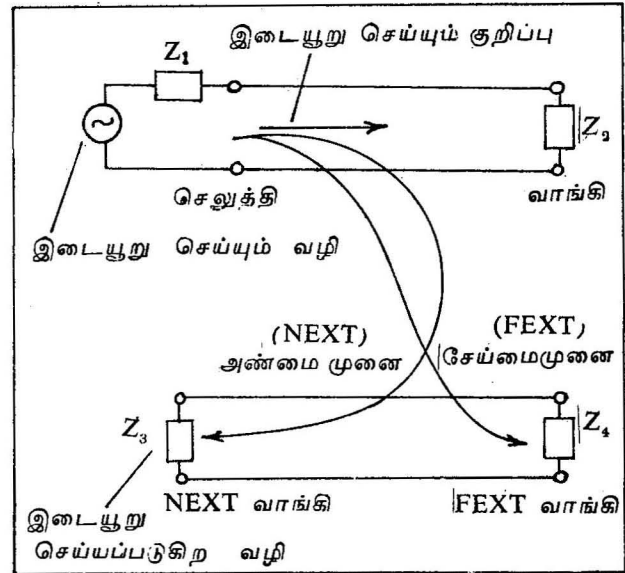 இடையூறு செய்யும் குறிப்பு
Z₁
Z₂
செலுத்தி
வாங்கி
இடையூறு செய்யும் வழி
(NEXT)
அண்மை முனை
(FEXT)
சேய்மைமுனை
Z₃
Z₄
NEXT வாங்கி
FEXT வாங்கி
இடையூறு
செய்யப்படுகிற வழி